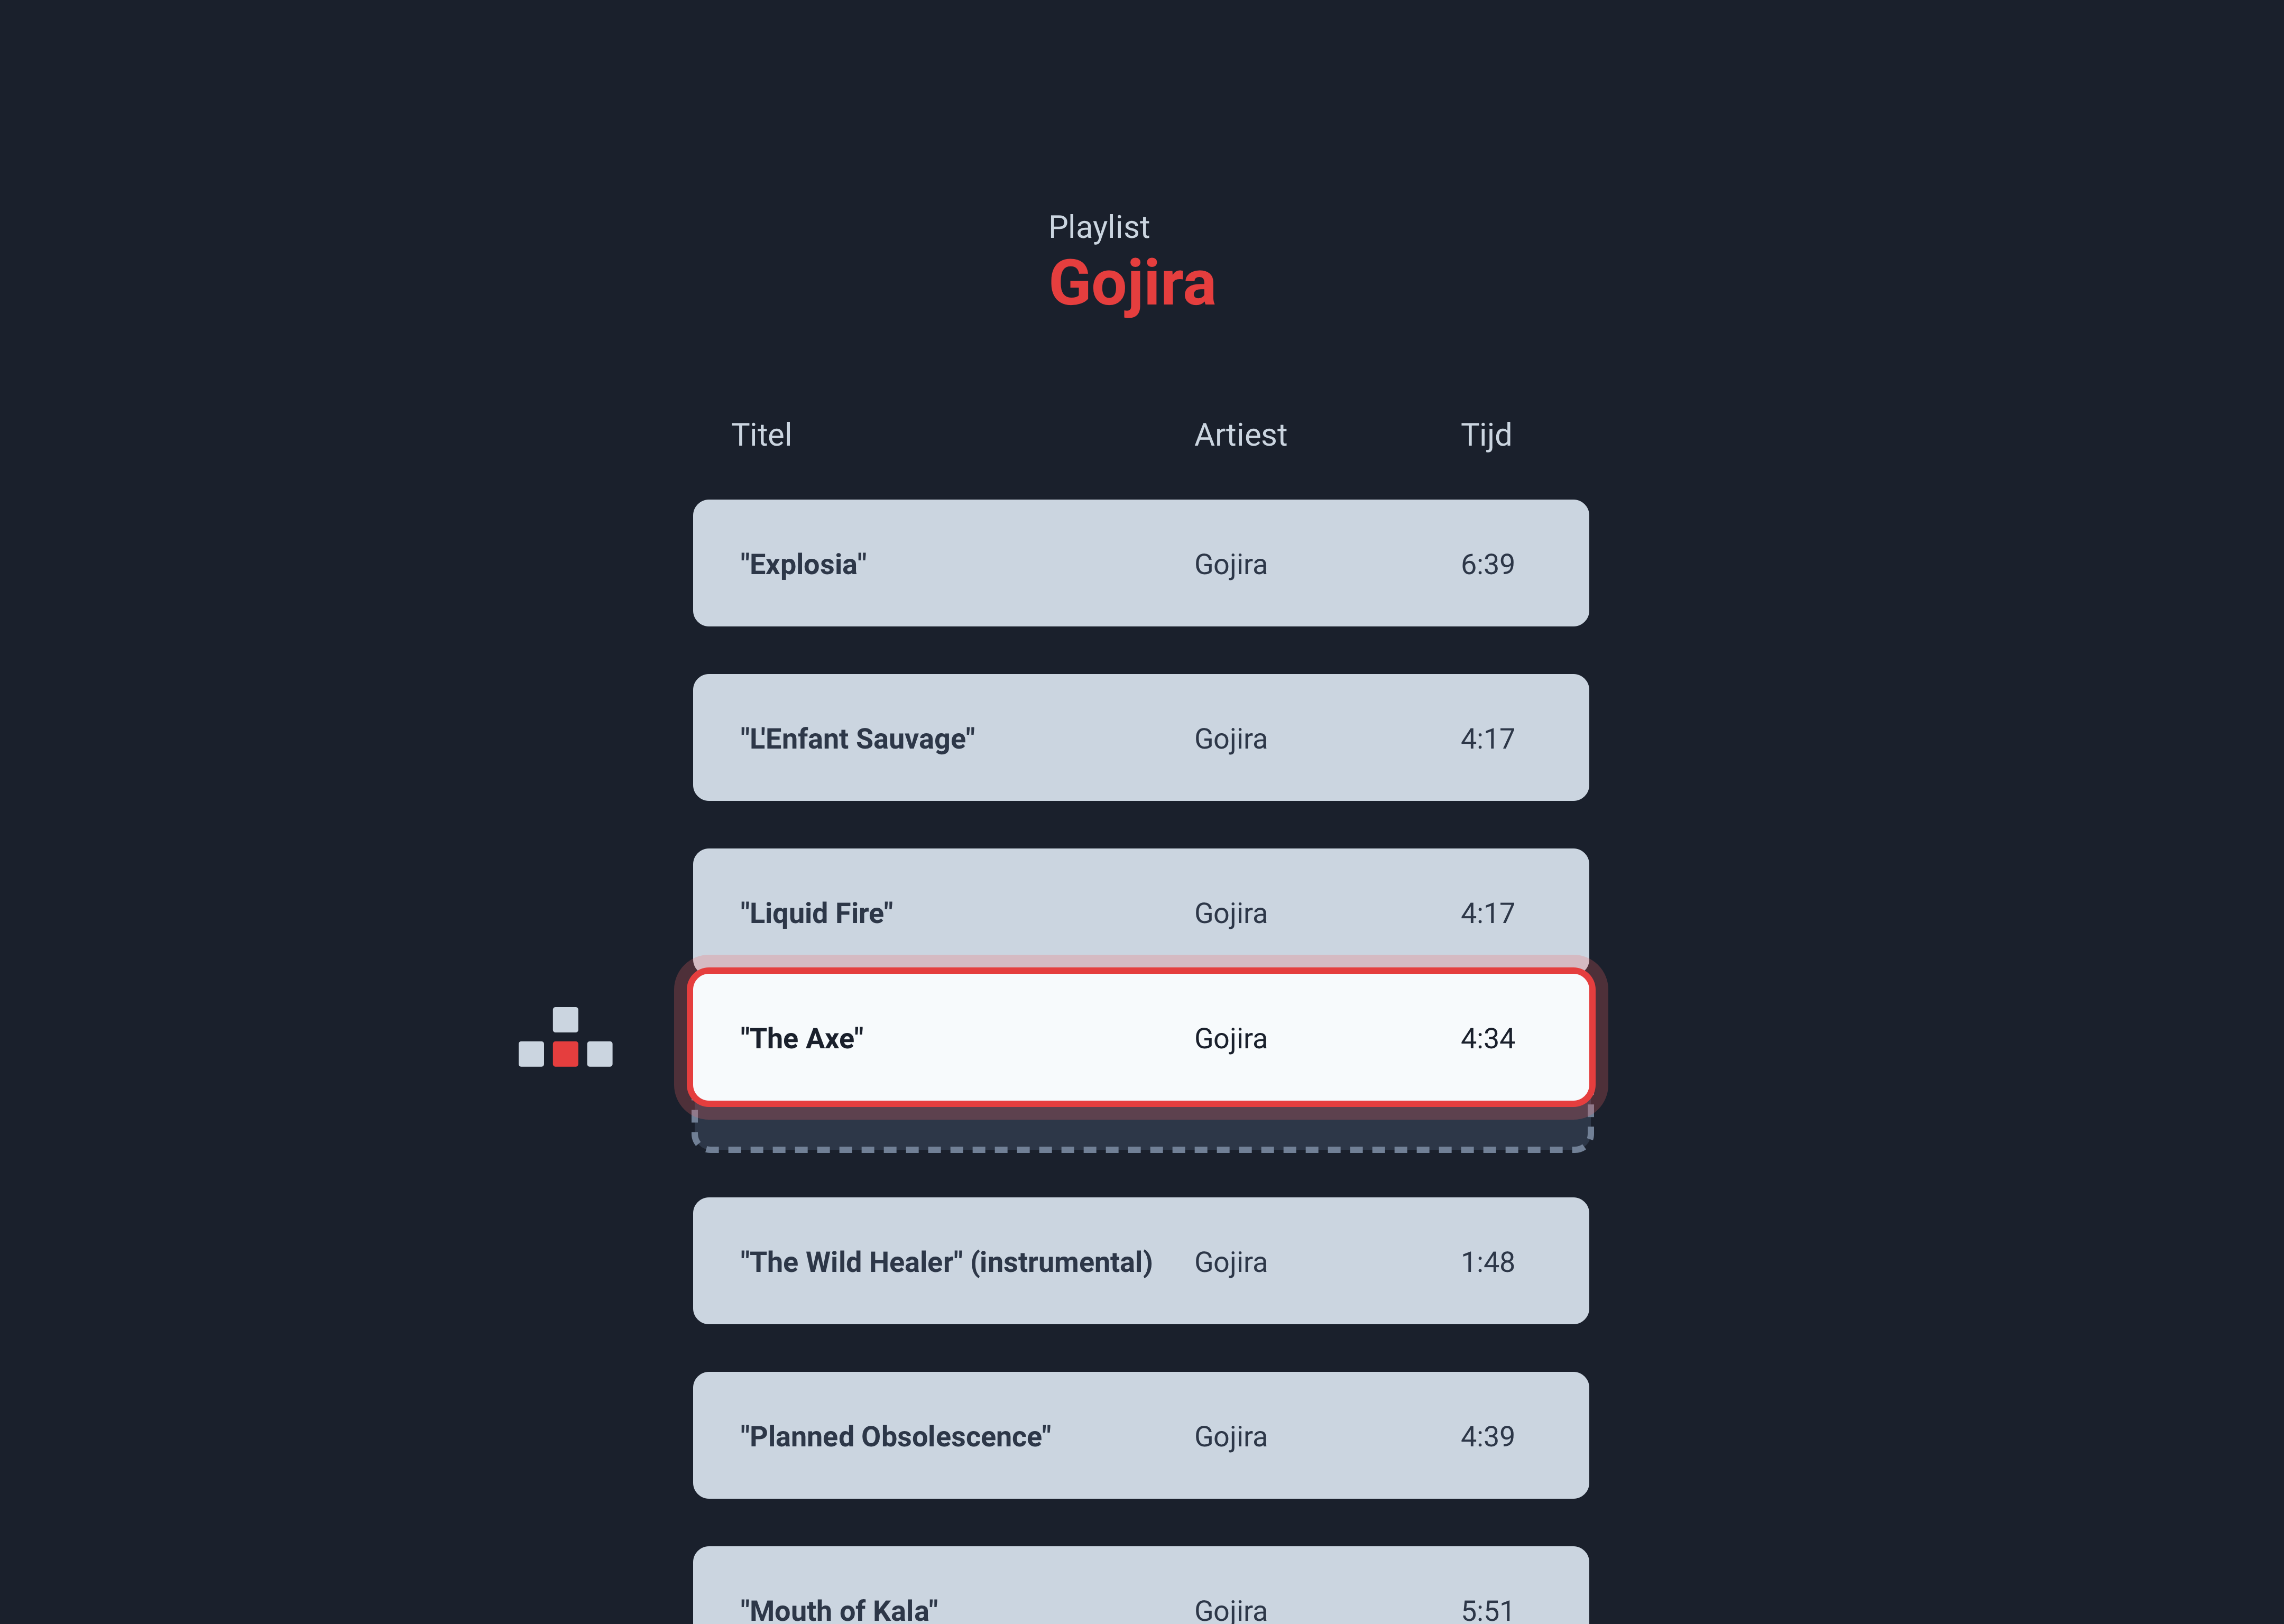 Playlist
Gojira
Titel Artiest Tijd
"Explosia" Gojira 6:39
"L'Enfant Sauvage" Gojira 4:17
"Liquid Fire" Gojira 4:17
"The Axe" Gojira 4:34
"The Wild Healer" (instrumental) Gojira 1:48
"Planned Obsolescence" Gojira 4:39
"Mouth of Kala" Gojira 5:51